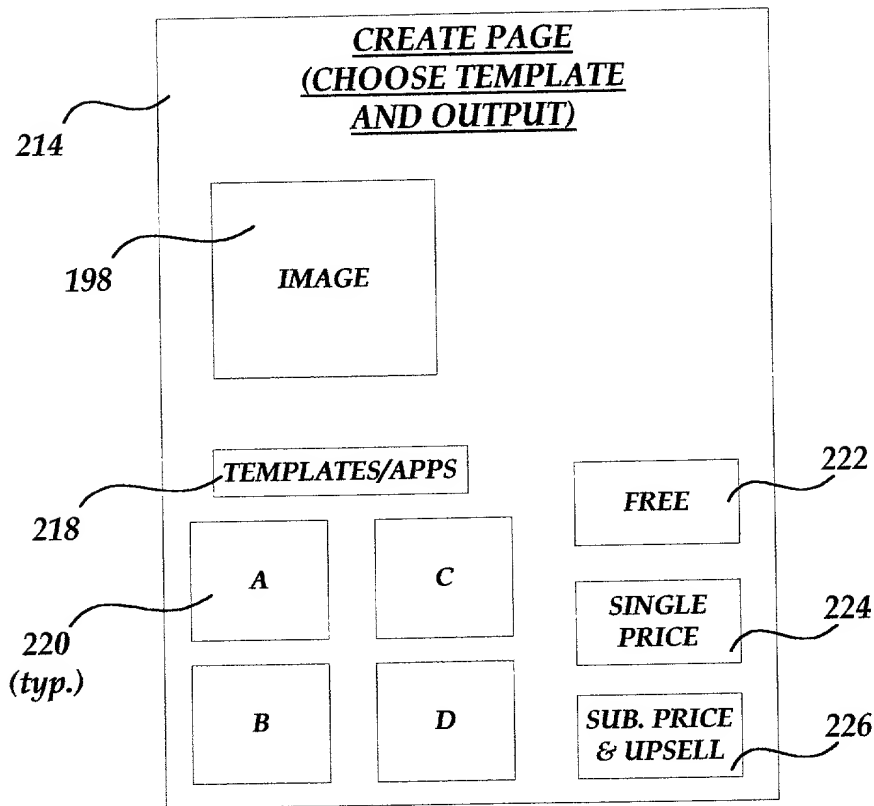 CREATE PAGE
(CHOOSE TEMPLATE
AND OUTPUT)
214
198
IMAGE
TEMPLATES/APPS
218
222
FREE
A
C
220
(typ.)
SINGLE
PRICE
224
B
D
SUB. PRICE
& UPSELL
226